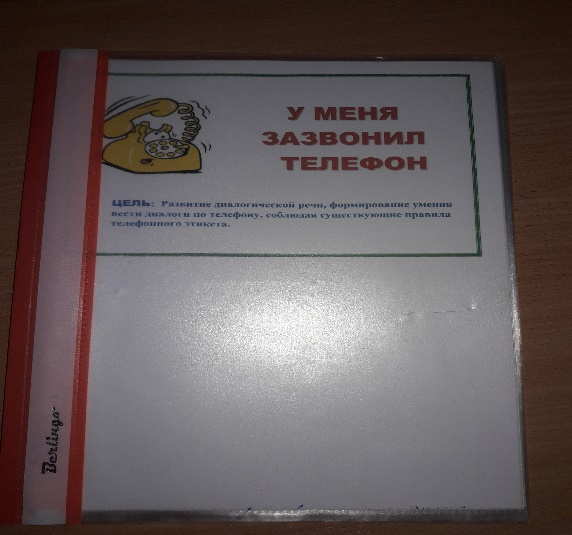 У МЕНЯ
ЗАЗВОНИЛ
ТЕЛЕФОН
ЦЕЛЬ: Развитие диалогической речи, формирование умения
вести диалоги по телефону, соблюдая существующие правила
телефонного этикета.
Berlingo